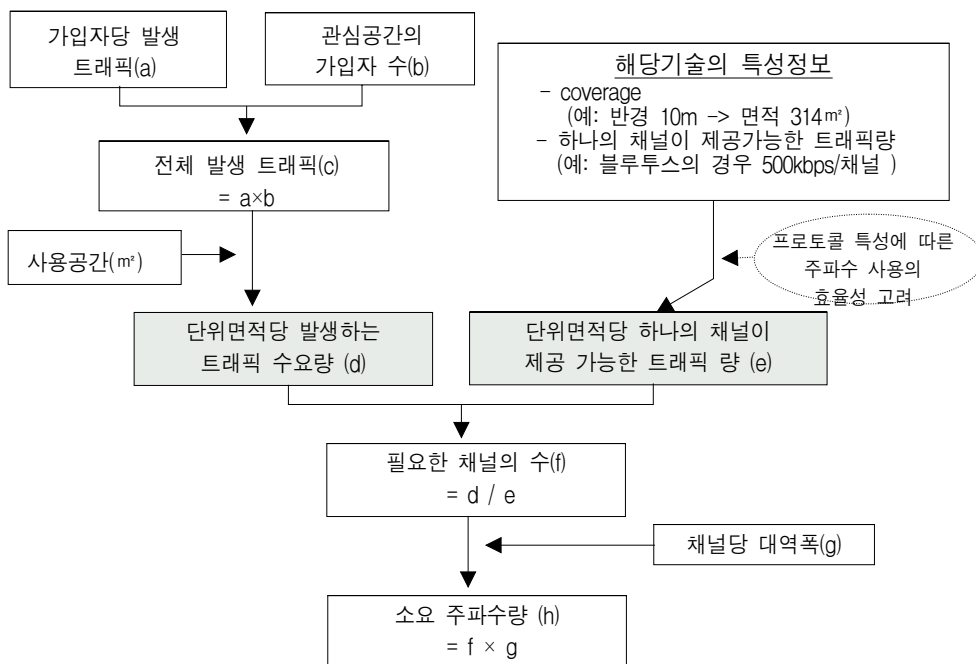 가입자당 발생
트래픽(a)
관심공간의
가입자 수(b)
해당기술의 특성정보
- coverage
(예: 반경 10m -> 면적 314㎡)
- 하나의 채널이 제공가능한 트래픽량
(예: 블루투스의 경우 500kbps/채널 )
전체 발생 트래픽(c)
= a×b
사용공간(㎡)
프로토콜 특성에 따른
주파수 사용의
효율성 고려
단위면적당 발생하는
트래픽 수요량 (d)
단위면적당 하나의 채널이
제공 가능한 트래픽 량 (e)
필요한 채널의 수(f)
= d / e
채널당 대역폭(g)
소요 주파수량 (h)
= f × g